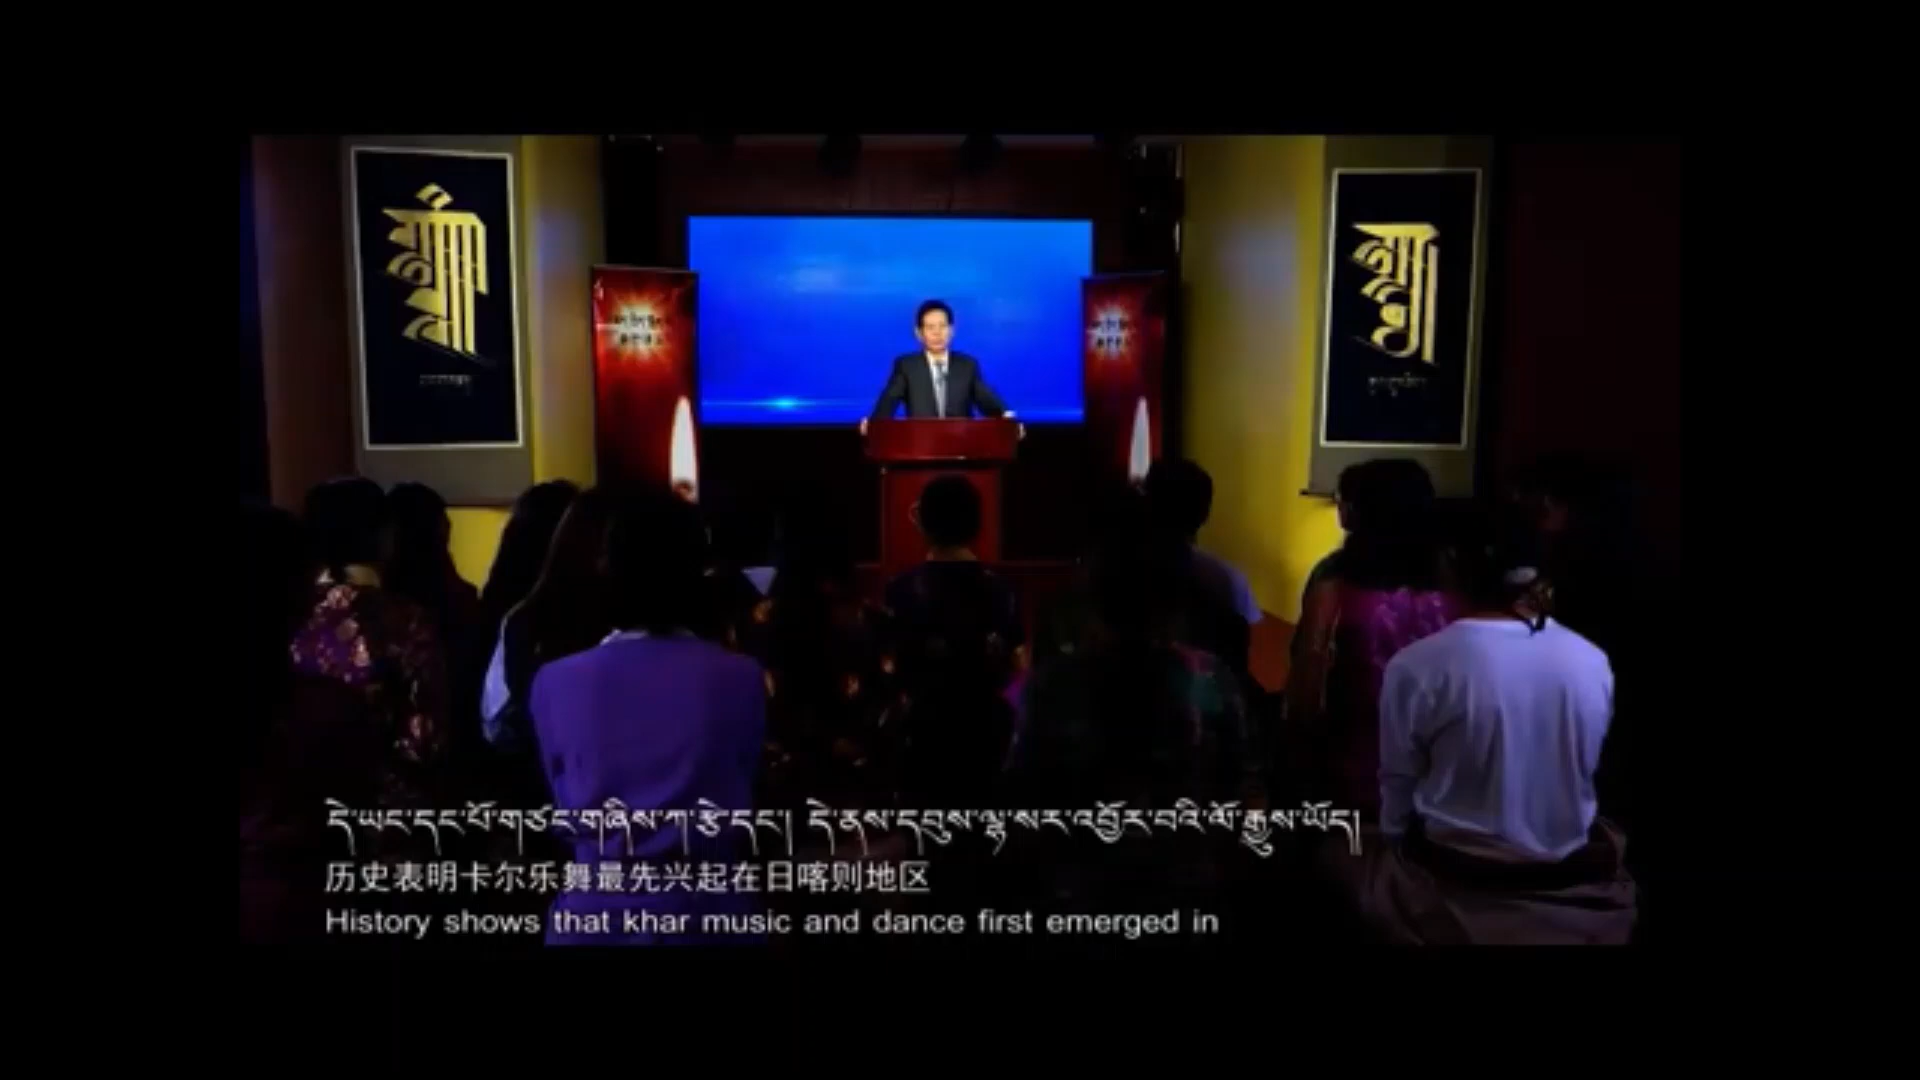 དེ་ཡང་དང་པོ་གཙང་གཞིས་ཀ་རྩེ་དང་། དེ་ནས་དབུས་ལྷ་སར་འབྱོར་བའི་ལོ་རྒྱུས་ཡོད།
历史表明卡尔乐舞最先兴起在日喀则地区
History shows that khar music and dance first emerged in